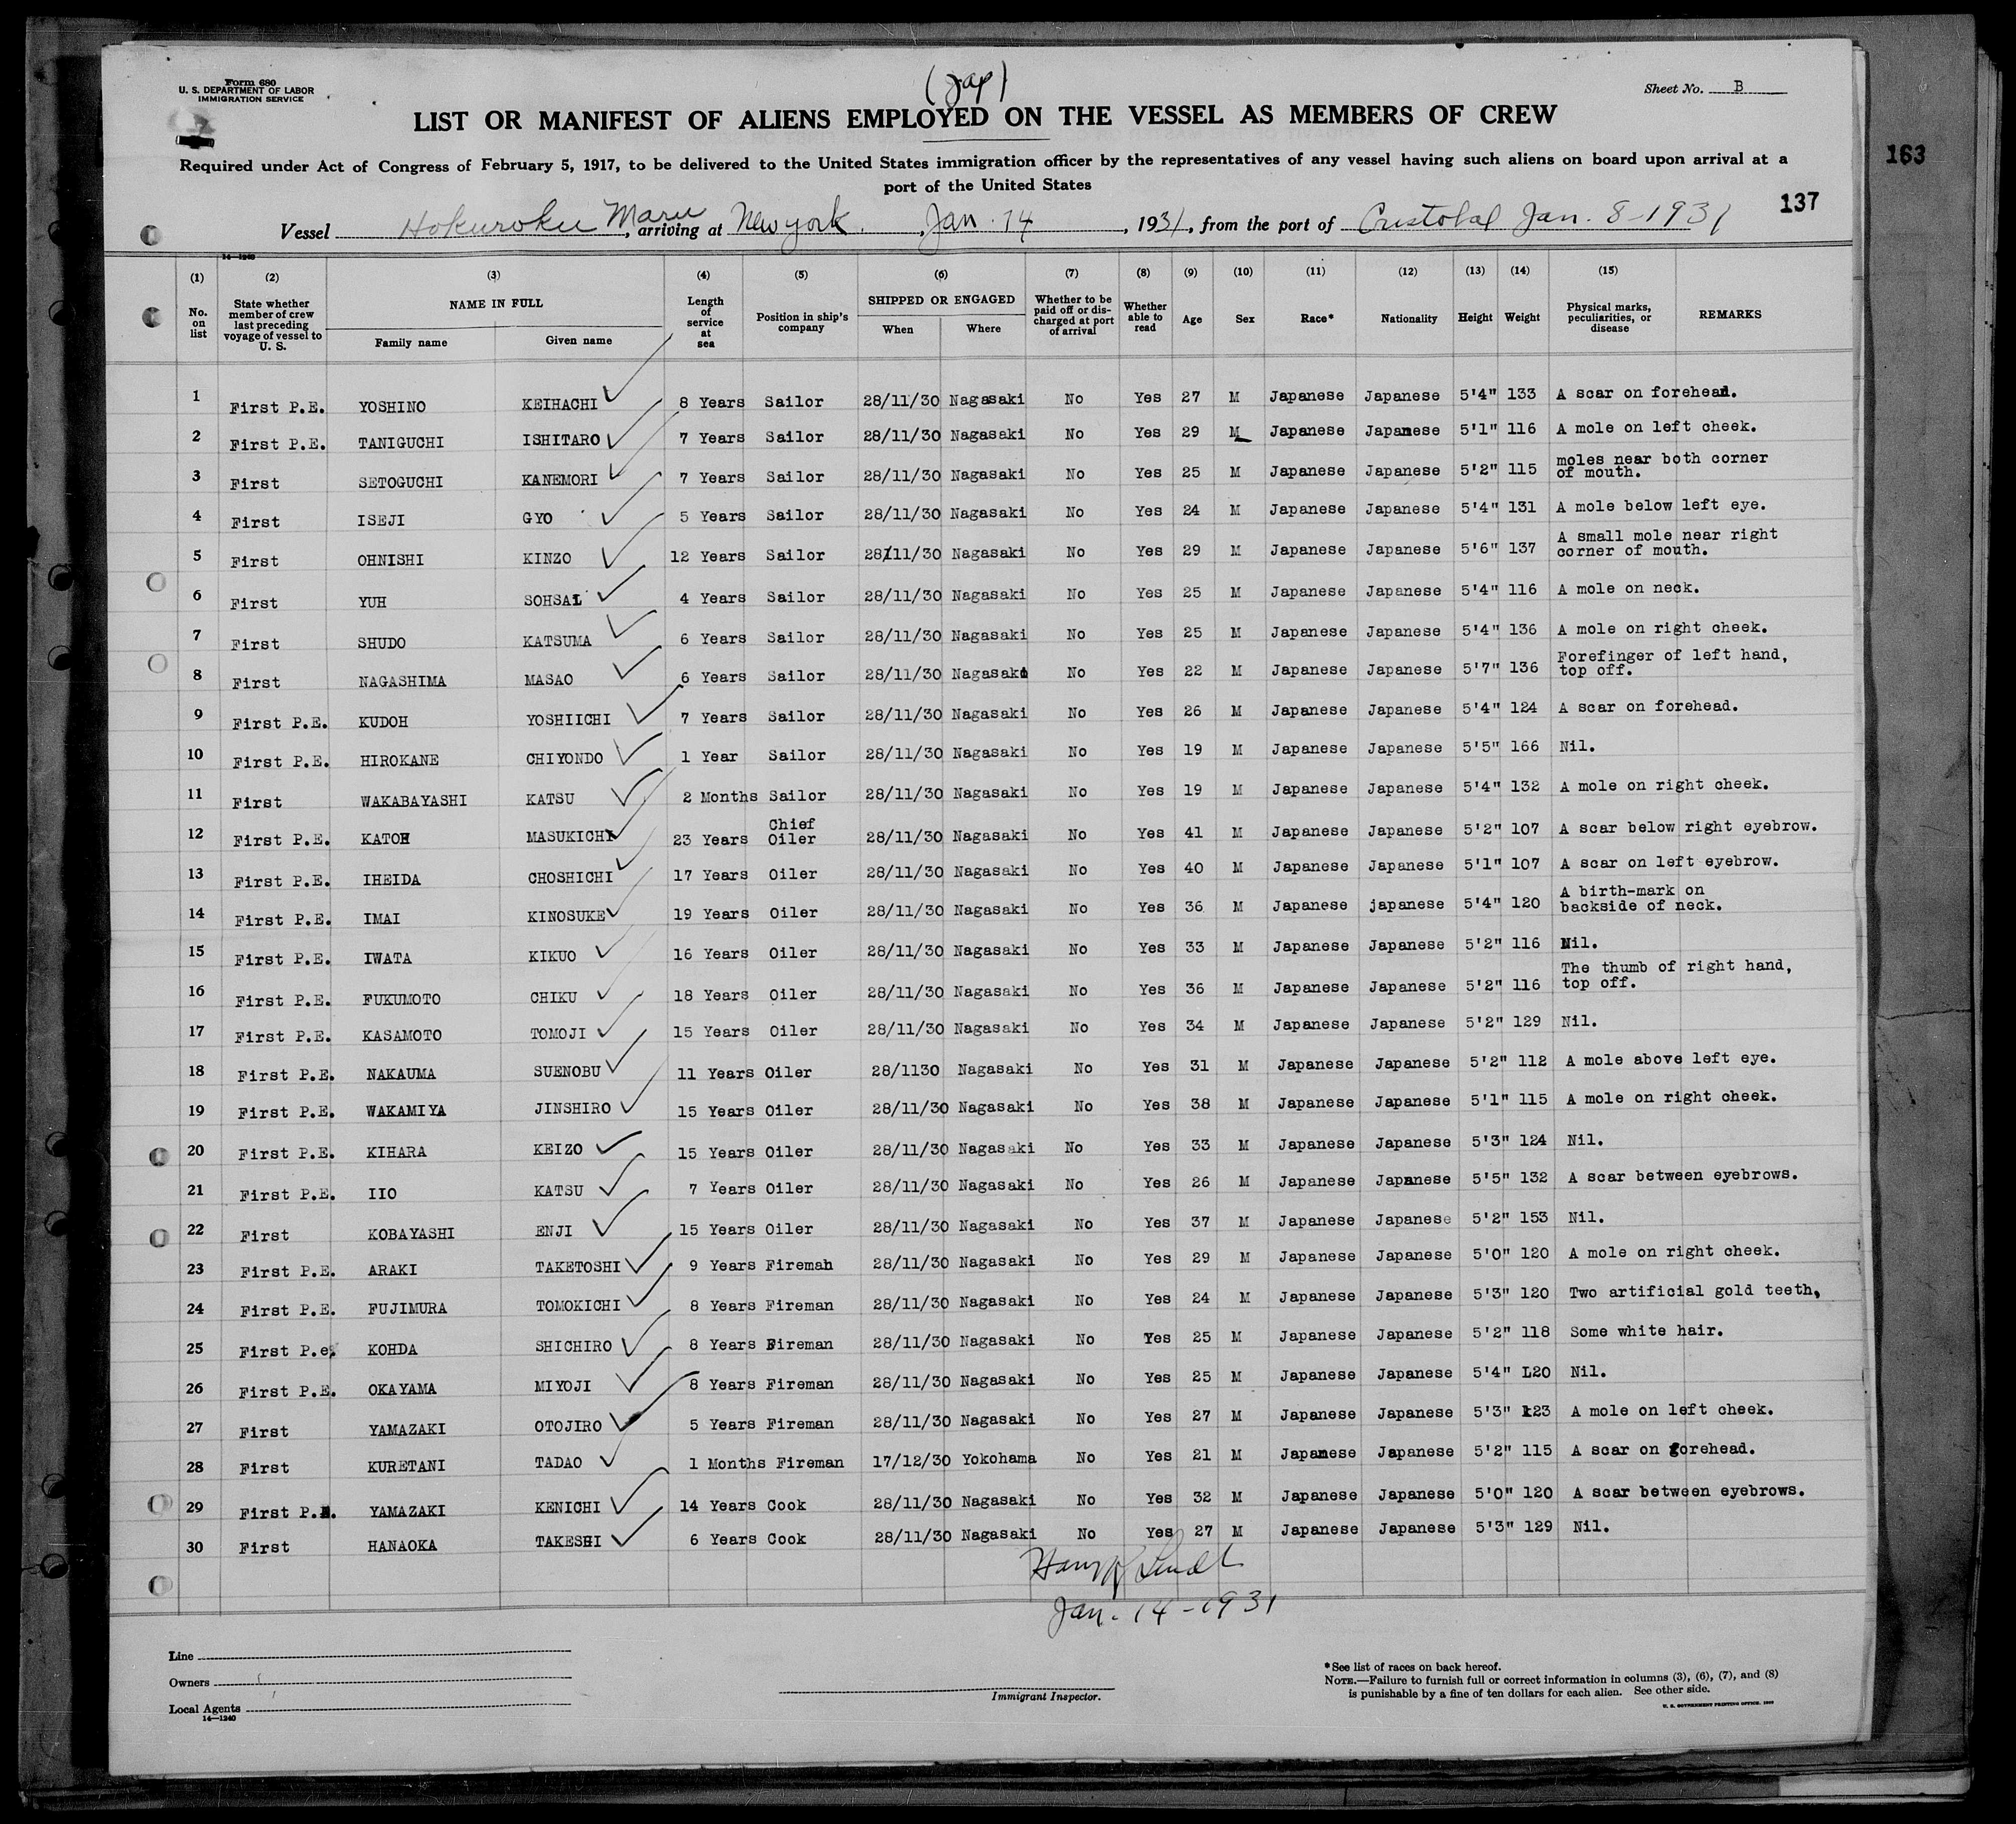 Form 680
U. S. DEPARTMENT OF LABOR
IMMIGRATION SERVICE
(Jap)
Sheet No. B
LIST OR MANIFEST OF ALIENS EMPLOYED ON THE VESSEL AS MEMBERS OF CREW
Required under Act of Congress of February 5, 1917, to be delivered to the United States immigration officer by the representatives of any vessel having such aliens on board upon arrival at a
port of the United States
163
137
Vessel Hokuroku Maru, arriving at New york, Jan. 14, 1931, from the port of Cristobal Jan. 8-1931
14—1240
(1) (2) (3) (4) (5) (6) (7) (8) (9) (10) (11) (12) (13) (14) (15)
No. on list State whether member of crew last preceding voyage of vessel to U. S. NAME IN FULL Length of service at sea Position in ship's company SHIPPED OR ENGAGED Whether to be paid off or discharged at port of arrival Whether able to read Age Sex Race* Nationality Height Weight Physical marks, peculiarities, or disease REMARKS
Family name Given name When Where
1 First P.E. YOSHINO KEIHACHI 8 Years Sailor 28/11/30 Nagasaki No Yes 27 M Japanese Japanese 5'4" 133 A scar on forehead.
2 First P.E. TANIGUCHI ISHITARO 7 Years Sailor 28/11/30 Nagasaki No Yes 29 M Japanese Japanese 5'1" 116 A mole on left cheek.
3 First SETOGUCHI KANEMORI 7 Years Sailor 28/11/30 Nagasaki No Yes 25 M Japanese Japanese 5'2" 115 moles near both corner of mouth.
4 First ISEJI GYO 5 Years Sailor 28/11/30 Nagasaki No Yes 24 M Japanese Japanese 5'4" 131 A mole below left eye.
5 First OHNISHI KINZO 12 Years Sailor 28/11/30 Nagasaki No Yes 29 M Japanese Japanese 5'6" 137 A small mole near right corner of mouth.
6 First YUH SOHSAI 4 Years Sailor 28/11/30 Nagasaki No Yes 25 M Japanese Japanese 5'4" 116 A mole on neck.
7 First SHUDO KATSUMA 6 Years Sailor 28/11/30 Nagasaki No Yes 25 M Japanese Japanese 5'4" 136 A mole on right cheek.
8 First NAGASHIMA MASAO 6 Years Sailor 28/11/30 Nagasaki No Yes 22 M Japanese Japanese 5'7" 136 Forefinger of left hand, top off.
9 First P.E. KUDOH YOSHIICHI 7 Years Sailor 28/11/30 Nagasaki No Yes 26 M Japanese Japanese 5'4" 124 A scar on forehead.
10 First P.E. HIROKANE CHIYONDO 1 Year Sailor 28/11/30 Nagasaki No Yes 19 M Japanese Japanese 5'5" 166 Nil.
11 First WAKABAYASHI KATSU 2 Months Sailor 28/11/30 Nagasaki No Yes 19 M Japanese Japanese 5'4" 132 A mole on right cheek.
12 First P.E. KATOH MASUKICHI 23 Years Chief Oiler 28/11/30 Nagasaki No Yes 41 M Japanese Japanese 5'2" 107 A scar below right eyebrow.
13 First P.E. IHEIDA CHOSHICHI 17 Years Oiler 28/11/30 Nagasaki No Yes 40 M Japanese Japanese 5'1" 107 A scar on left eyebrow.
14 First P.E. IMAI KINOSUKE 19 Years Oiler 28/11/30 Nagasaki No Yes 36 M Japanese japanese 5'4" 120 A birth-mark on backside of neck.
15 First P.E. IWATA KIKUO 16 Years Oiler 28/11/30 Nagasaki No Yes 33 M Japanese Japanese 5'2" 116 Nil.
16 First P.E. FUKUMOTO CHIKU 18 Years Oiler 28/11/30 Nagasaki No Yes 36 M Japanese Japanese 5'2" 116 The thumb of right hand, top off.
17 First P.E. KASAMOTO TOMOJI 15 Years Oiler 28/11/30 Nagasaki No Yes 34 M Japanese Japanese 5'2" 129 Nil.
18 First P.E. NAKAUMA SUENOBU 11 Years Oiler 28/1130 Nagasaki No Yes 31 M Japanese Japanese 5'2" 112 A mole above left eye.
19 First P.E. WAKAMIYA JINSHIRO 15 Years Oiler 28/11/30 Nagasaki No Yes 38 M Japanese Japanese 5'1" 115 A mole on right cheek.
20 First P.E. KIHARA KEIZO 15 Years Oiler 28/11/30 Nagasaki No Yes 33 M Japanese Japanese 5'3" 124 Nil.
21 First P.E. IIO KATSU 7 Years Oiler 28/11/30 Nagasaki No Yes 26 M Japanese Japanese 5'5" 132 A scar between eyebrows.
22 First KOBAYASHI ENJI 15 Years Oiler 28/11/30 Nagasaki No Yes 37 M Japanese Japanese 5'2" 153 Nil.
23 First P.E. ARAKI TAKETOSHI 9 Years Fireman 28/11/30 Nagasaki No Yes 29 M Japanese Japanese 5'0" 120 A mole on right cheek.
24 First P.E. FUJIMURA TOMOKICHI 8 Years Fireman 28/11/30 Nagasaki No Yes 24 M Japanese Japanese 5'3" 120 Two artificial gold teeth,
25 First P.e. KOHDA SHICHIRO 8 Years Fireman 28/11/30 Nagasaki No Yes 25 M Japanese Japanese 5'2" 118 Some white hair.
26 First P.E. OKAYAMA MIYOJI 8 Years Fireman 28/11/30 Nagasaki No Yes 25 M Japanese Japanese 5'4" L20 Nil.
27 First YAMAZAKI OTOJIRO 5 Years Fireman 28/11/30 Nagasaki No Yes 27 M Japanese Japanese 5'3" 123 A mole on left cheek.
28 First KURETANI TADAO 1 Months Fireman 17/12/30 Yokohama No Yes 21 M Japanese Japanese 5'2" 115 A scar on forehead.
29 First P.E. YAMAZAKI KENICHI 14 Years Cook 28/11/30 Nagasaki No Yes 32 M Japanese Japanese 5'0" 120 A scar between eyebrows.
30 First HANAOKA TAKESHI 6 Years Cook 28/11/30 Nagasaki No Yes 27 M Japanese Japanese 5'3" 129 Nil.
Jan. 14-1931
Line
Owners
Local Agents
14—1240
Immigrant Inspector.
*See list of races on back hereof.
NOTE.—Failure to furnish full or correct information in columns (3), (6), (7), and (8)
is punishable by a fine of ten dollars for each alien. See other side.